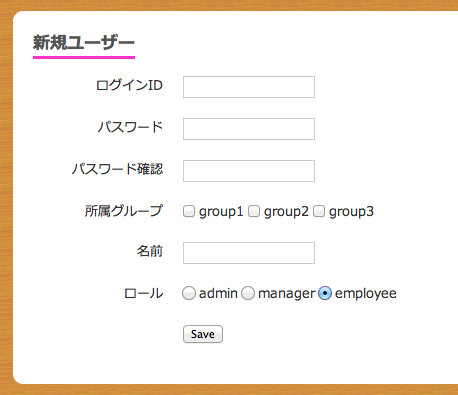 新規ユーザー
ログインID
パスワード
パスワード確認
所属グループ group1 group2 group3
名前
ロール admin manager employee
Save